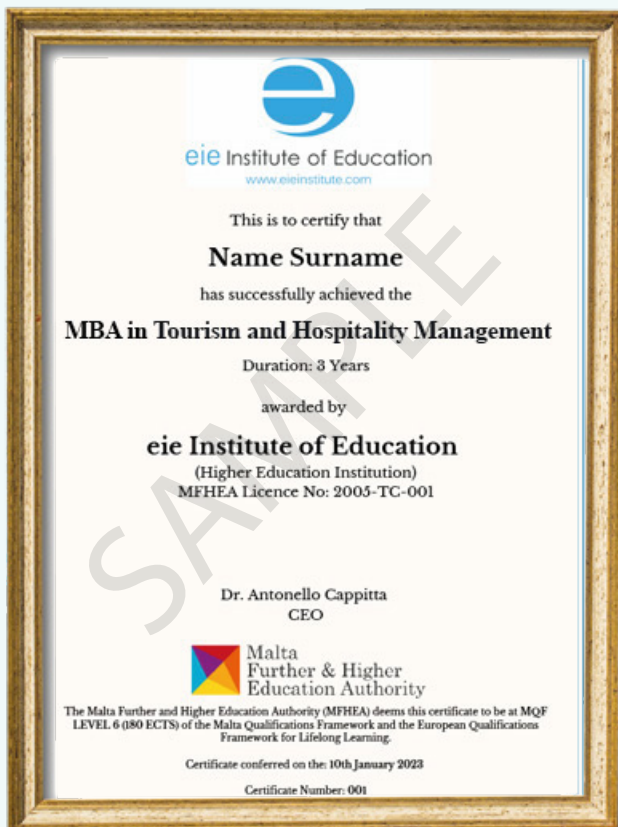 e
eie Institute of Education
www.eieinstitute.com
This is to certify that
Name Surname
has successfully achieved the
MBA in Tourism and Hospitality Management
Duration: 3 Years
awarded by
eie Institute of Education
(Higher Education Institution)
MFHEA Licence No: 2005-TC-001
SAMPLE
Dr. Antonello Cappitta
CEO
Malta
Further & Higher
Education Authority
The Malta Further and Higher Education Authority (MFHEA) deems this certificate to be at MQF
LEVEL 6 (180 ECTS) of the Malta Qualifications Framework and the European Qualifications
Framework for Lifelong Learning.
Certificate conferred on the: 10th January 2023
Certificate Number: 001